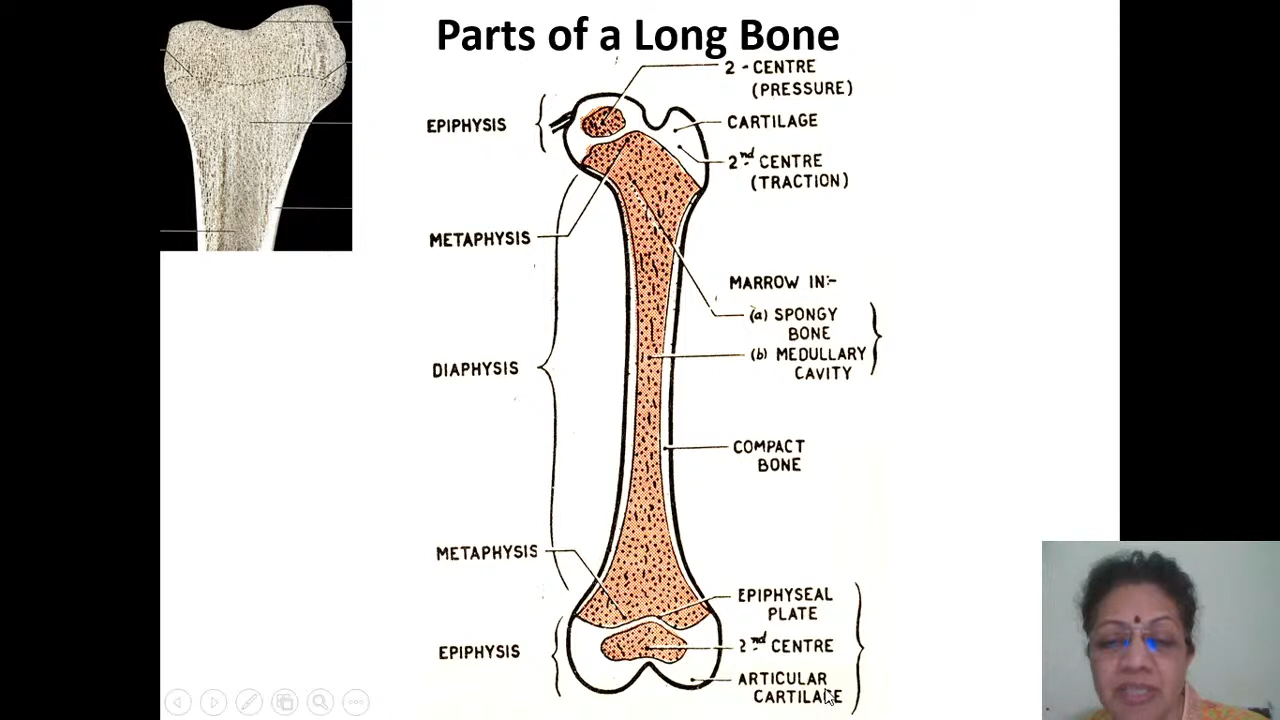 Parts of a Long Bone
2 - CENTRE
(PRESSURE)
EPIPHYSIS
CARTILAGE
2nd CENTRE
(TRACTION)
METAPHYSIS
MARROW IN:-
(a) SPONGY
BONE
(b) MEDULLARY
CAVITY
DIAPHYSIS
COMPACT
BONE
METAPHYSIS
EPIPHYSEAL
PLATE
2nd CENTRE
EPIPHYSIS
ARTICULAR
CARTILAGE